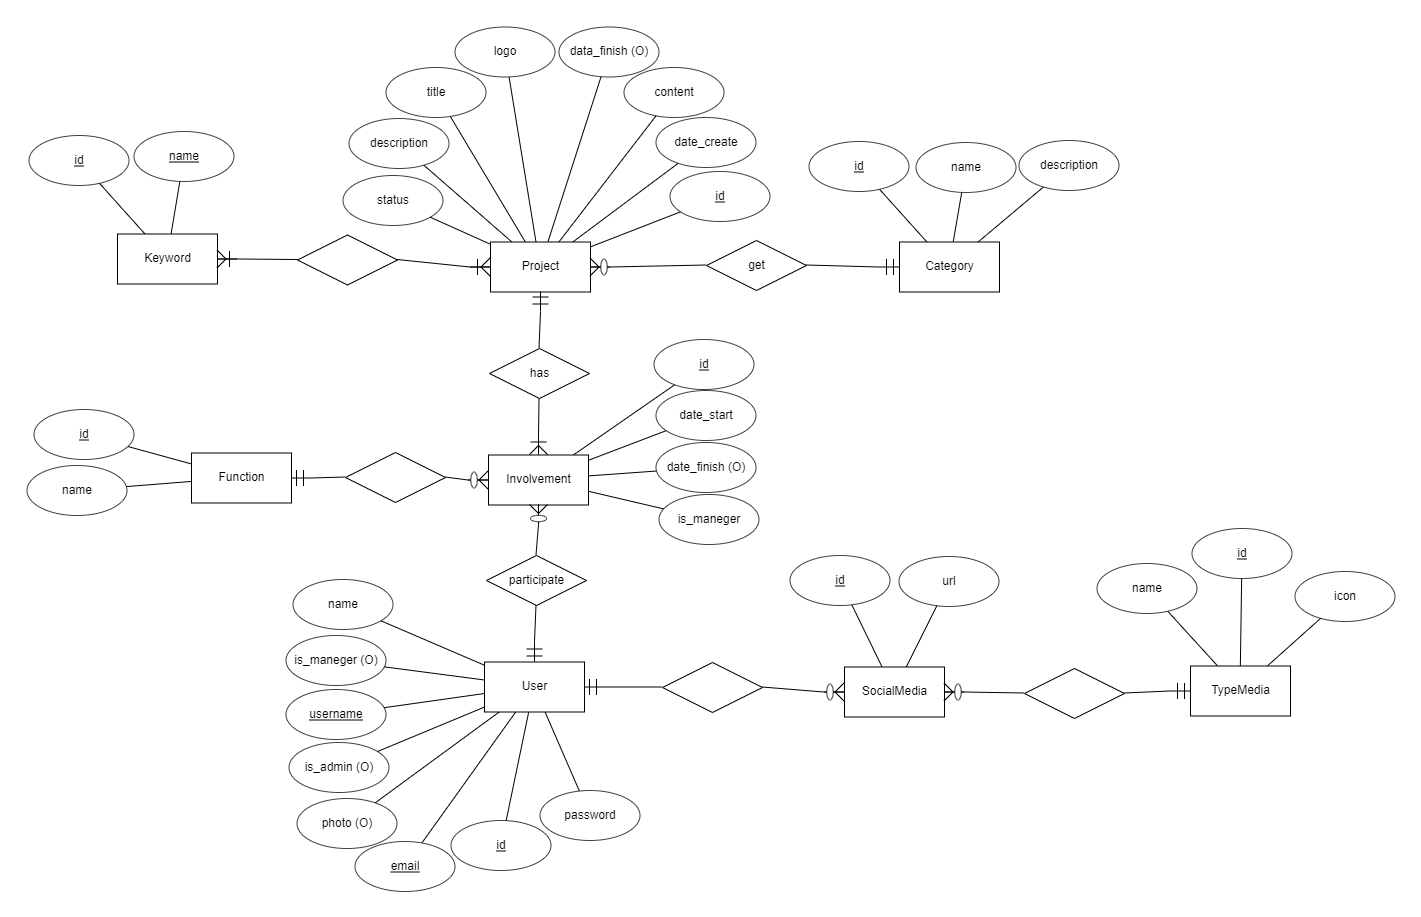 logo
data_finish (O)
title
content
description
date_create
id
name
id
name
description
status
id
Keyword
Project
get
Category
has
id
date_start
id
date_finish (O)
name
Function
Involvement
is_maneger
participate
id
url
name
id
icon
name
is_maneger (O)
User
SocialMedia
TypeMedia
username
is_admin (O)
photo (O)
password
email
id